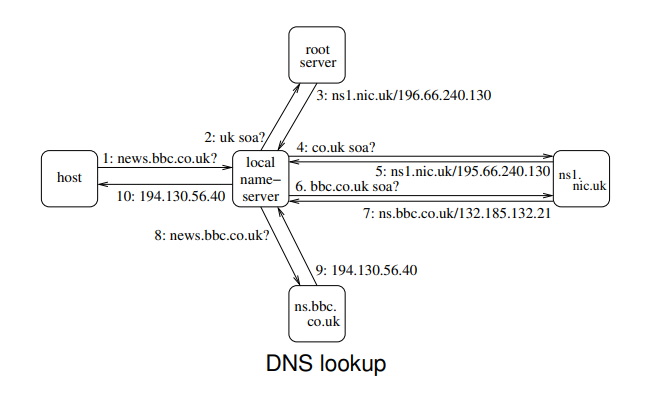 root
server
3: ns1.nic.uk/196.66.240.130
2: uk soa?
4: co.uk soa?
1: news.bbc.co.uk?
local
name-
server
host
5: ns1.nic.uk/195.66.240.130
ns1.
nic.uk
6. bbc.co.uk soa?
10: 194.130.56.40
7: ns.bbc.co.uk/132.185.132.21
8: news.bbc.co.uk?
9: 194.130.56.40
ns.bbc.
co.uk
DNS lookup